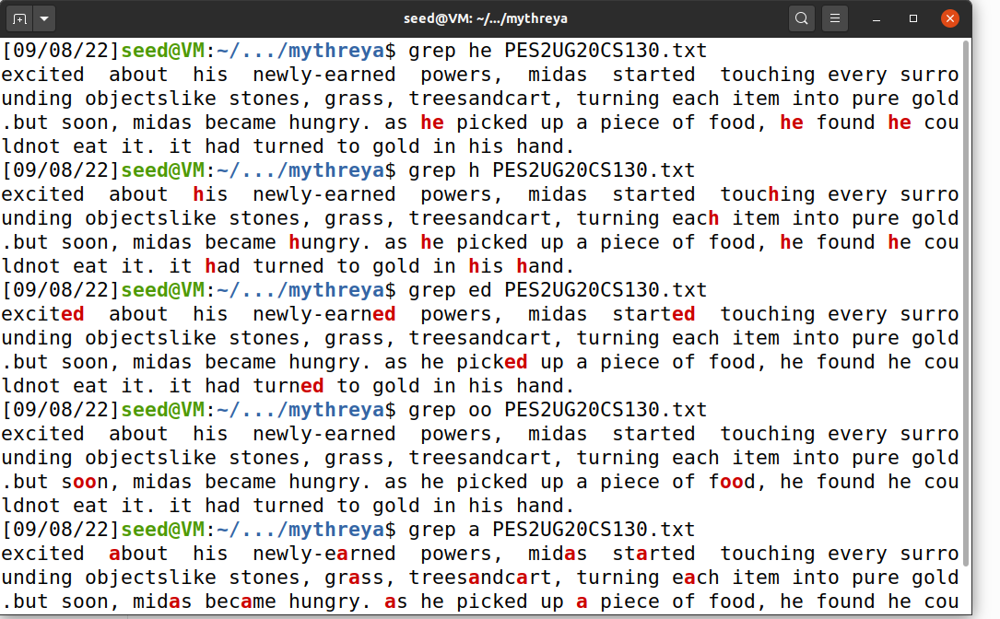 seed@VM: ~/.../mythreya
[09/08/22]seed@VM:~/.../mythreya$ grep he PES2UG20CS130.txt
excited  about  his  newly-earned  powers,  midas  started  touching every surro
unding objectslike stones, grass, treesandcart, turning each item into pure gold
.but soon, midas became hungry. as he picked up a piece of food, he found he cou
ldnot eat it. it had turned to gold in his hand.
[09/08/22]seed@VM:~/.../mythreya$ grep h PES2UG20CS130.txt
excited  about  his  newly-earned  powers,  midas  started  touching every surro
unding objectslike stones, grass, treesandcart, turning each item into pure gold
.but soon, midas became hungry. as he picked up a piece of food, he found he cou
ldnot eat it. it had turned to gold in his hand.
[09/08/22]seed@VM:~/.../mythreya$ grep ed PES2UG20CS130.txt
excited  about  his  newly-earned  powers,  midas  started  touching every surro
unding objectslike stones, grass, treesandcart, turning each item into pure gold
.but soon, midas became hungry. as he picked up a piece of food, he found he cou
ldnot eat it. it had turned to gold in his hand.
[09/08/22]seed@VM:~/.../mythreya$ grep oo PES2UG20CS130.txt
excited  about  his  newly-earned  powers,  midas  started  touching every surro
unding objectslike stones, grass, treesandcart, turning each item into pure gold
.but soon, midas became hungry. as he picked up a piece of food, he found he cou
ldnot eat it. it had turned to gold in his hand.
[09/08/22]seed@VM:~/.../mythreya$ grep a PES2UG20CS130.txt
excited  about  his  newly-earned  powers,  midas  started  touching every surro
unding objectslike stones, grass, treesandcart, turning each item into pure gold
.but soon, midas became hungry. as he picked up a piece of food, he found he cou